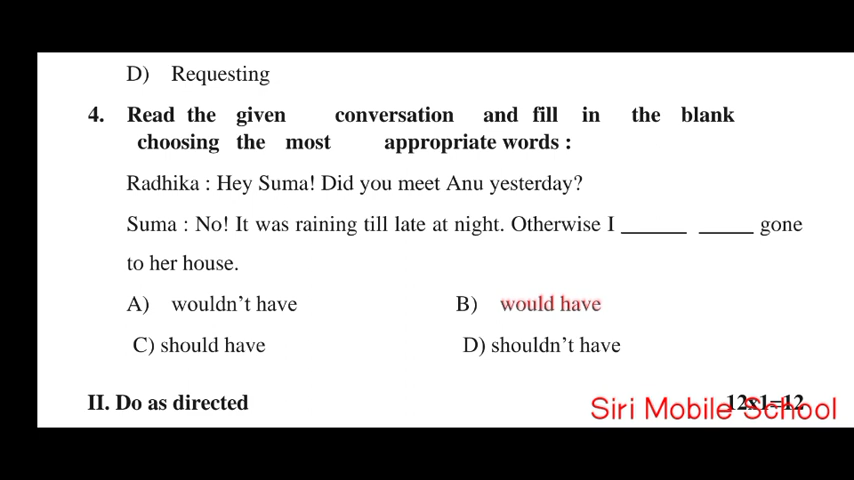 D) Requesting
4. Read the given conversation and fill in the blank
choosing the most appropriate words :
Radhika : Hey Suma! Did you meet Anu yesterday?
Suma : No! It was raining till late at night. Otherwise I ______ _____ gone
to her house.
A) wouldn't have B) would have
C) should have D) shouldn't have
II. Do as directed 12x1=12
Siri Mobile School